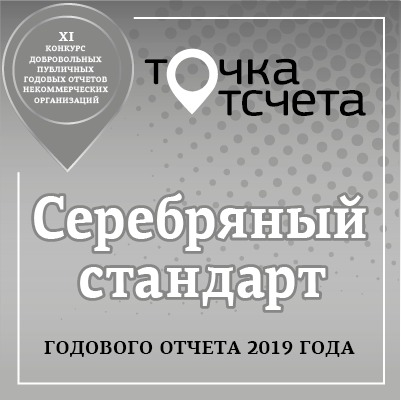 XI
КОНКУРС
ДОБРОВОЛЬНЫХ
ПУБЛИЧНЫХ
ГОДОВЫХ ОТЧЕТОВ
НЕКОММЕРЧЕСКИХ
ОРГАНИЗАЦИЙ
точка
отсчета
Серебряный
стандарт
ГОДОВОГО ОТЧЕТА 2019 ГОДА